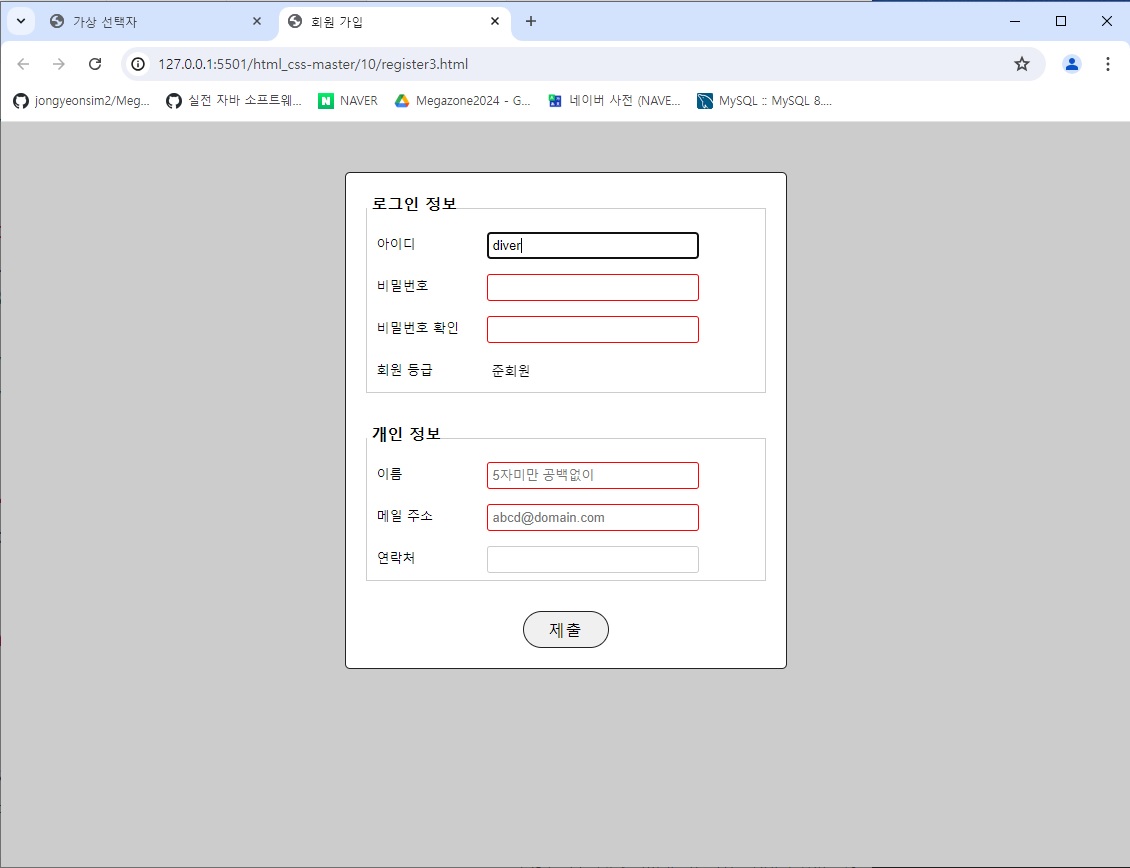 가상 선택자
회원 가입
127.0.0.1:5501/html_css-master/10/register3.html
jongyeonsim2/Meg... 실전 자바 소프트웨... NAVER Megazone2024 - G... 네이버 사전 (NAVE... MySQL :: MySQL 8....
로그인 정보
아이디 diver
비밀번호
비밀번호 확인
회원 등급 준회원
개인 정보
이름 5자미만 공백없이
메일 주소 abcd@domain.com
연락처
제출